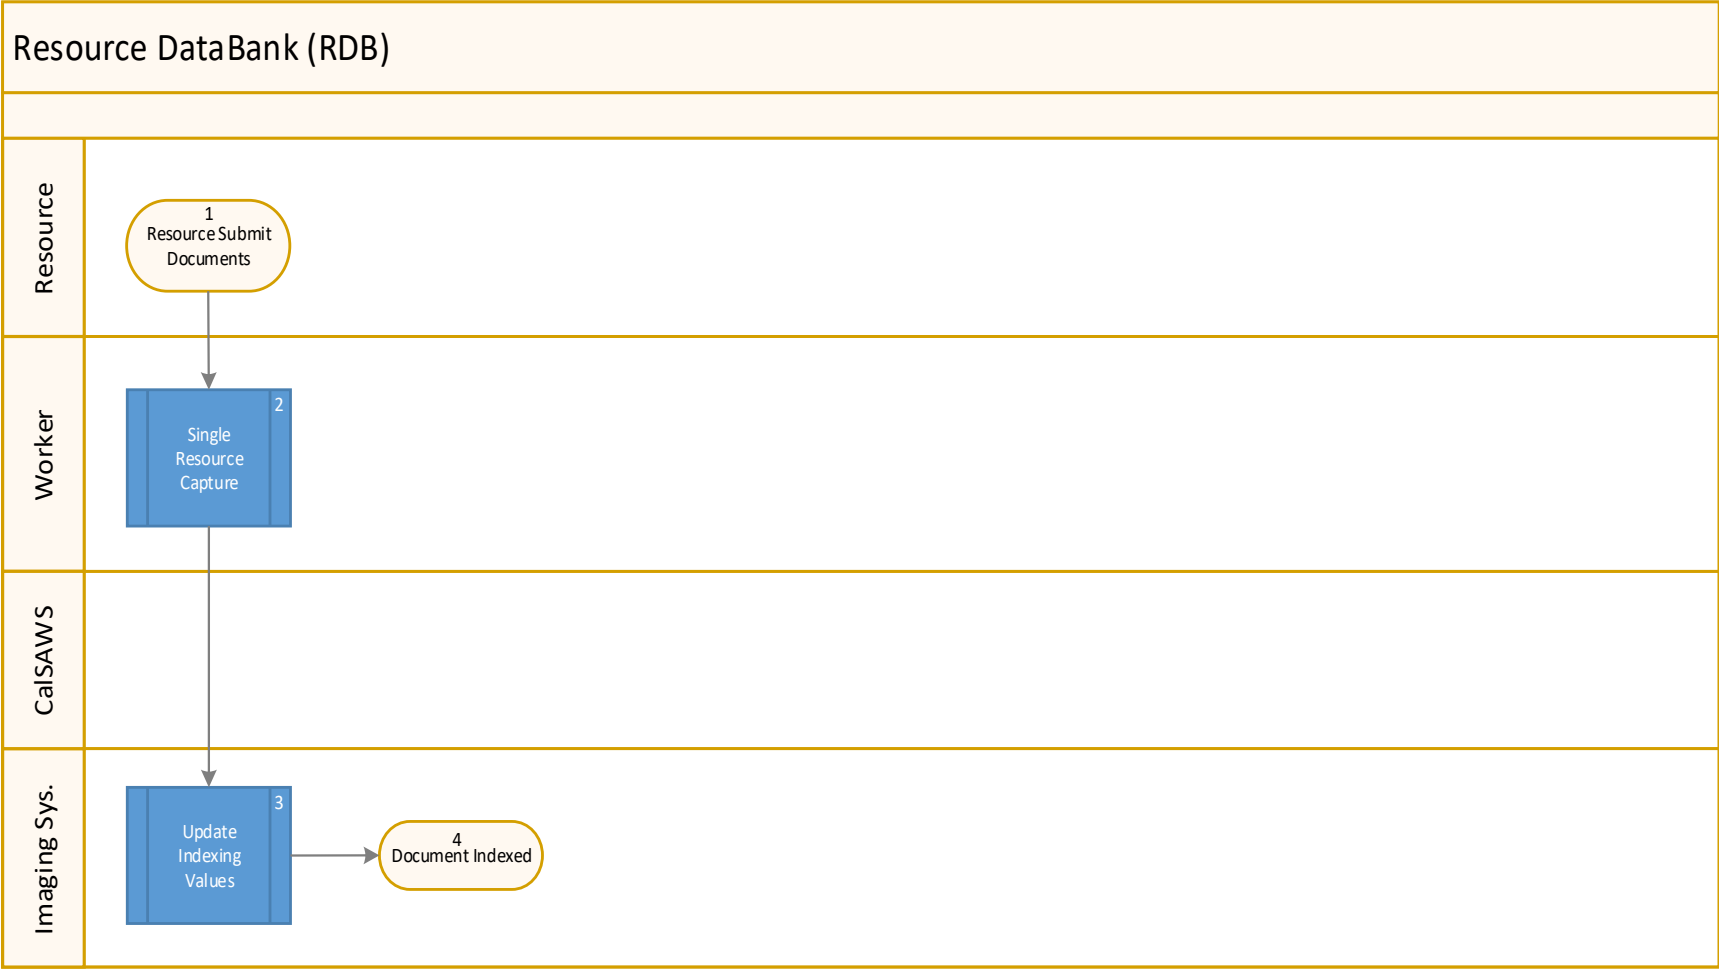 Resource DataBank (RDB)
Resource
1
Resource Submit
Documents
Worker
2
Single
Resource
Capture
CalSAWS
Imaging Sys.
3
Update
Indexing
Values
4
Document Indexed